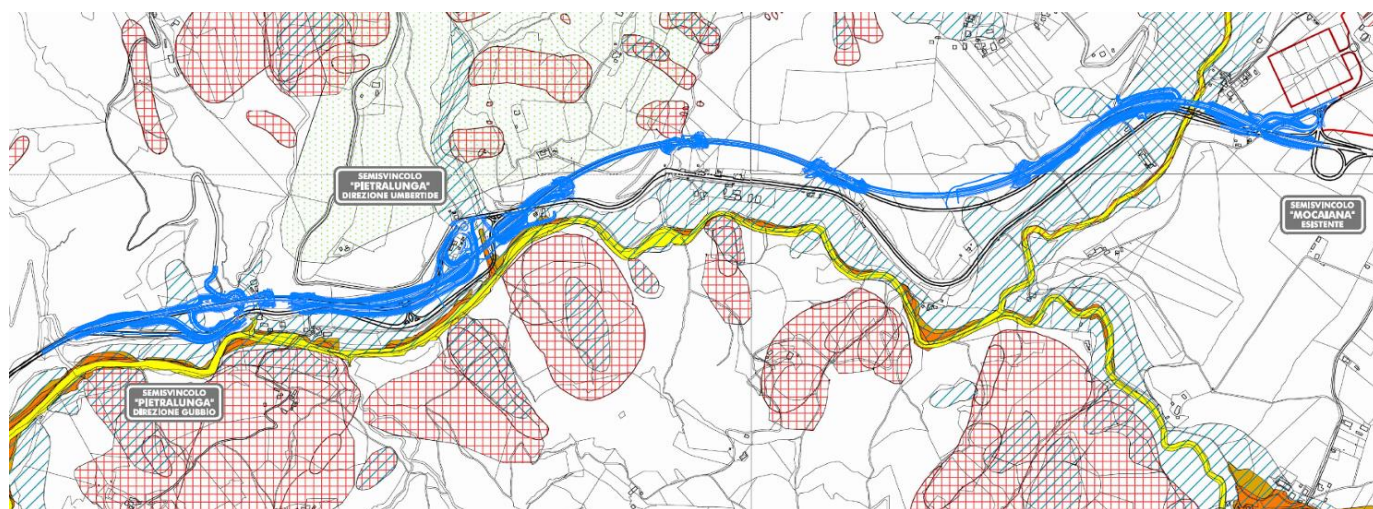 SEMISVINCOLO
"PIETRALUNGA"
DIREZIONE UMBERTIDE
SEMISVINCOLO
"MOCAIANA"
ESISTENTE
SEMISVINCOLO
"PIETRALUNGA"
DIREZIONE GUBBIO